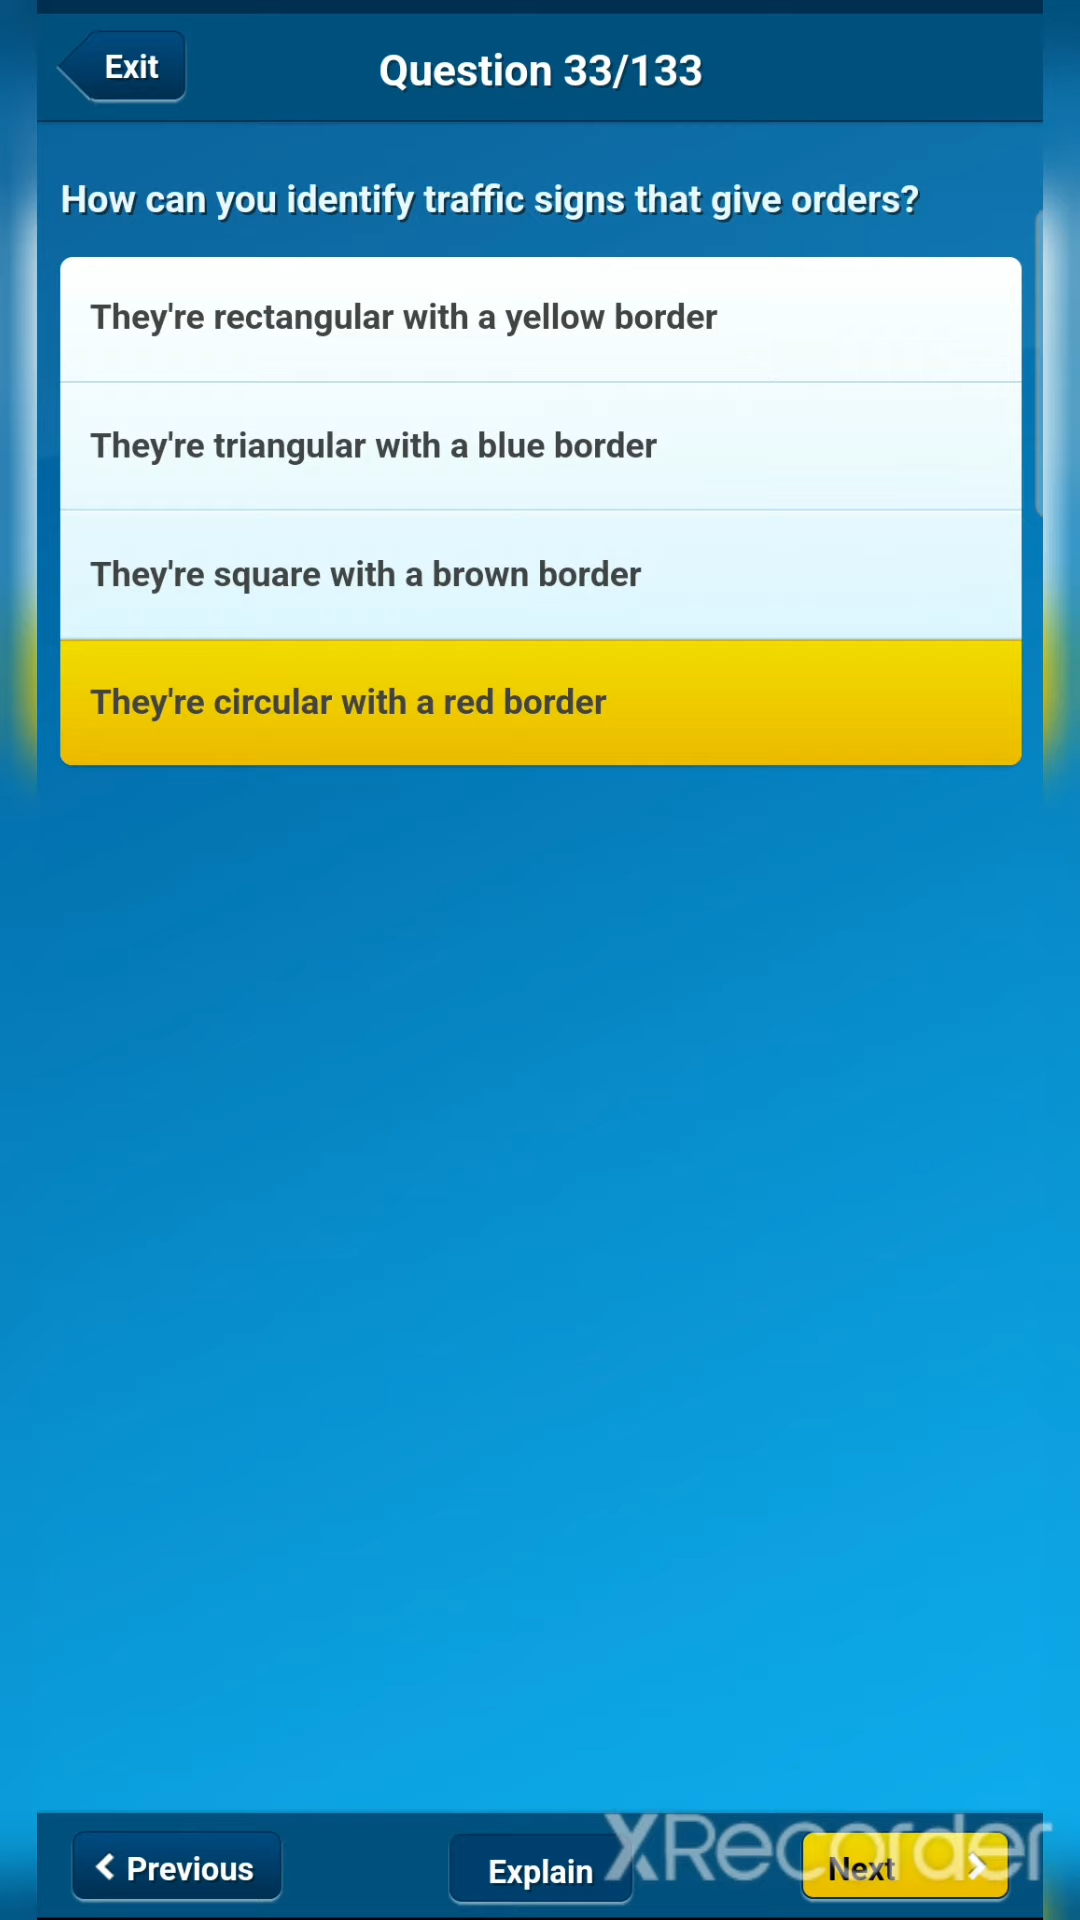 Exit
Question 33/133
How can you identify traffic signs that give orders?
They're rectangular with a yellow border
They're triangular with a blue border
They're square with a brown border
They're circular with a red border
Previous
Explain
Next
XRecorder